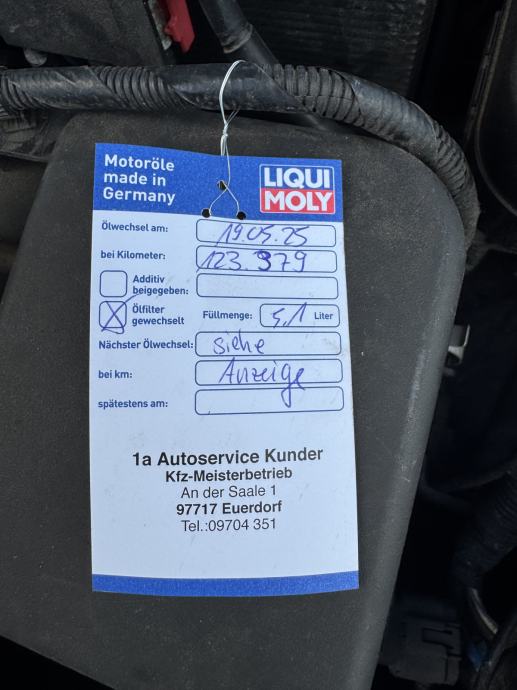 Motoröle
made in
Germany
LIQUI
MOLY
Ölwechsel am: 19.05.25
bei Kilometer: 123.979
Additiv
beigegeben:
Ölfilter
gewechselt
Füllmenge: 5,1 Liter
Nächster Ölwechsel: siehe
bei km: Anzeige
spätestens am:
1a Autoservice Kunder
Kfz-Meisterbetrieb
An der Saale 1
97717 Euerdorf
Tel.:09704 351